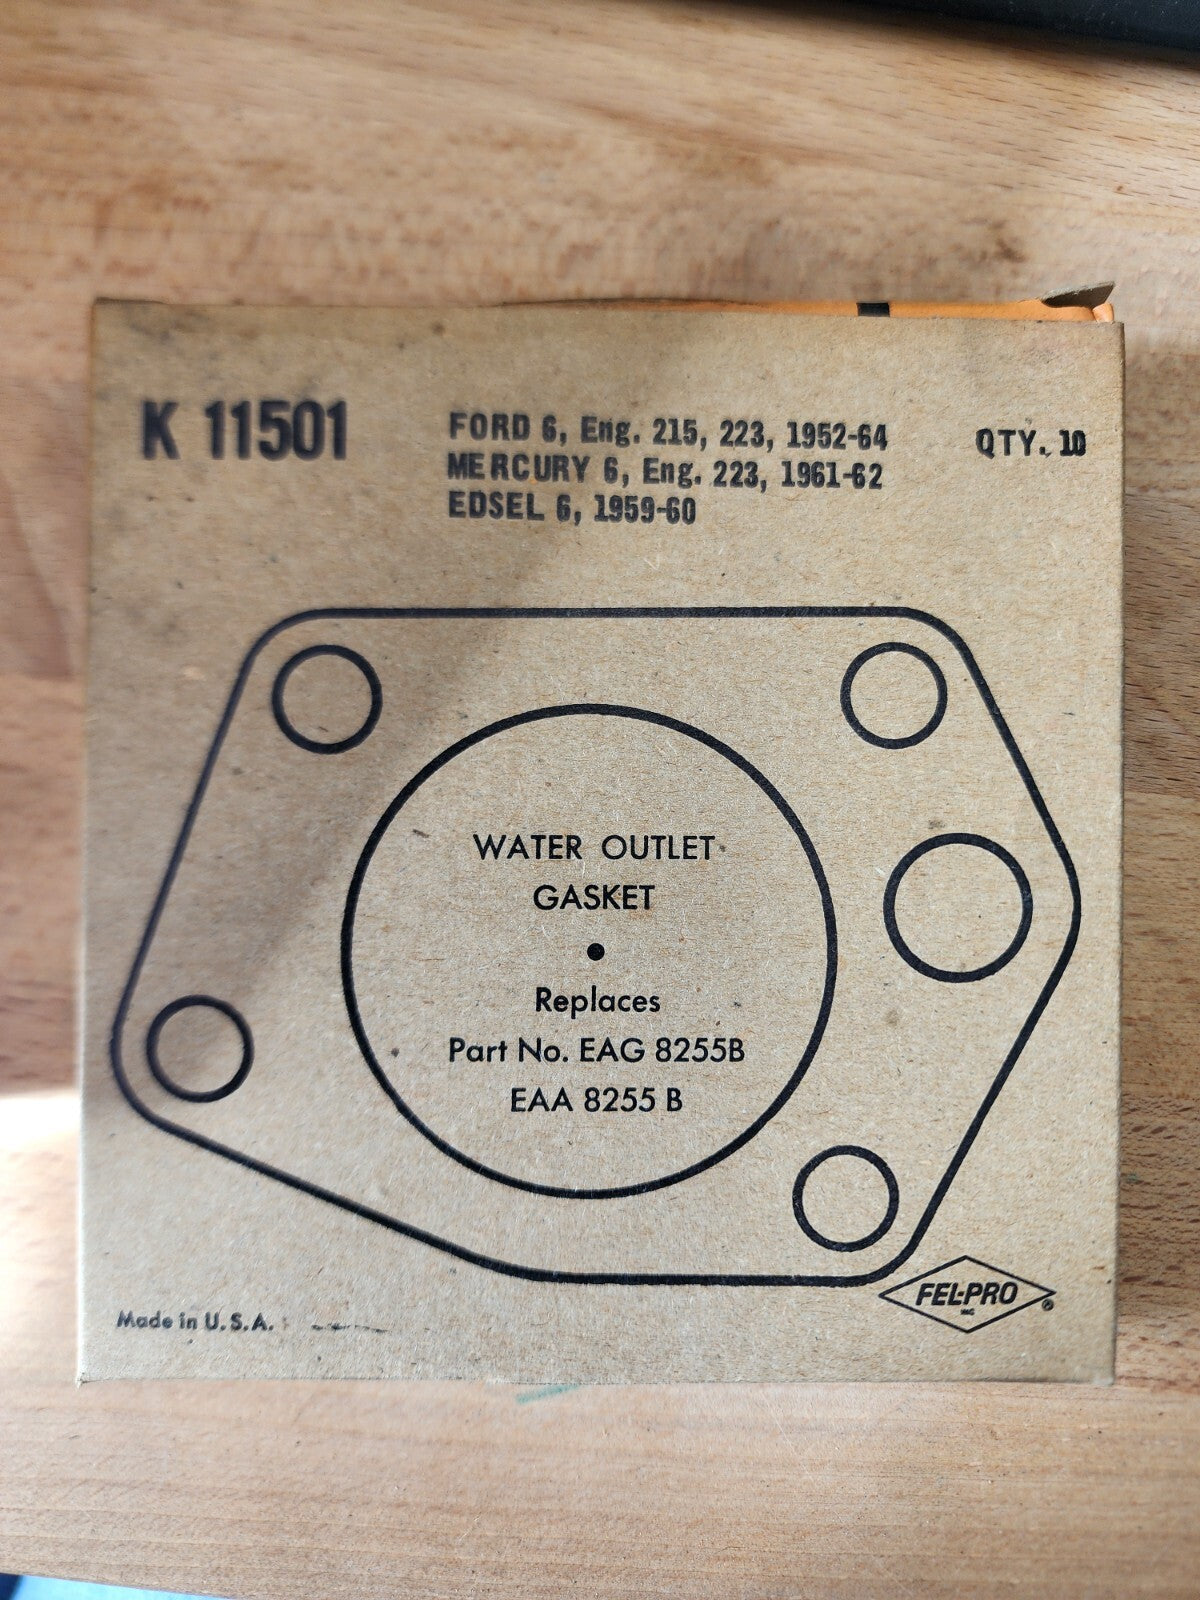 K 11501
FORD 6, Eng. 215, 223, 1952-64
MERCURY 6, Eng. 223, 1961-62
EDSEL 6, 1959-60
QTY. 10
WATER OUTLET
GASKET
•
Replaces
Part No. EAG 8255B
EAA 8255 B
FEL-PRO
INC
®
Made in U.S.A.